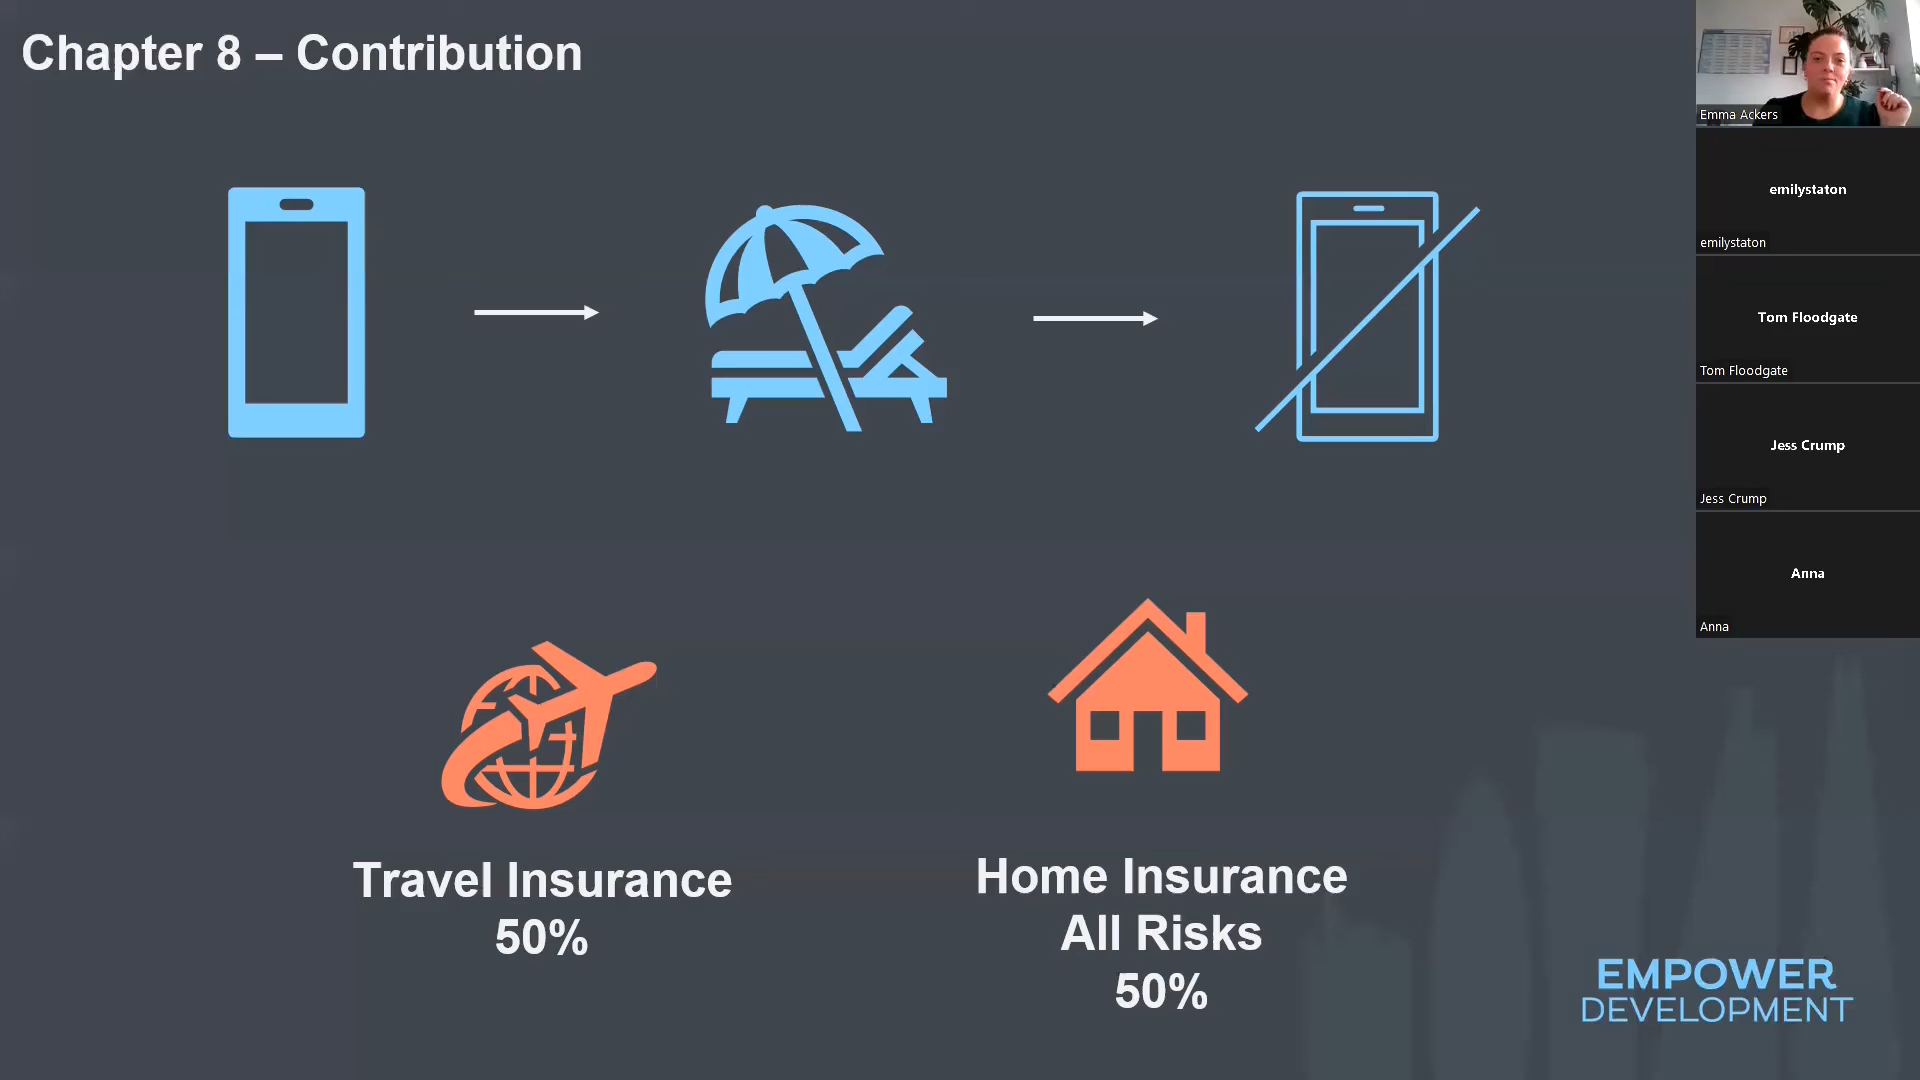 Chapter 8 – Contribution
Travel Insurance
50%
Home Insurance
All Risks
50%
EMPOWER
DEVELOPMENT
Emma Ackers
emilystaton
emilystaton
Tom Floodgate
Tom Floodgate
Jess Crump
Jess Crump
Anna
Anna